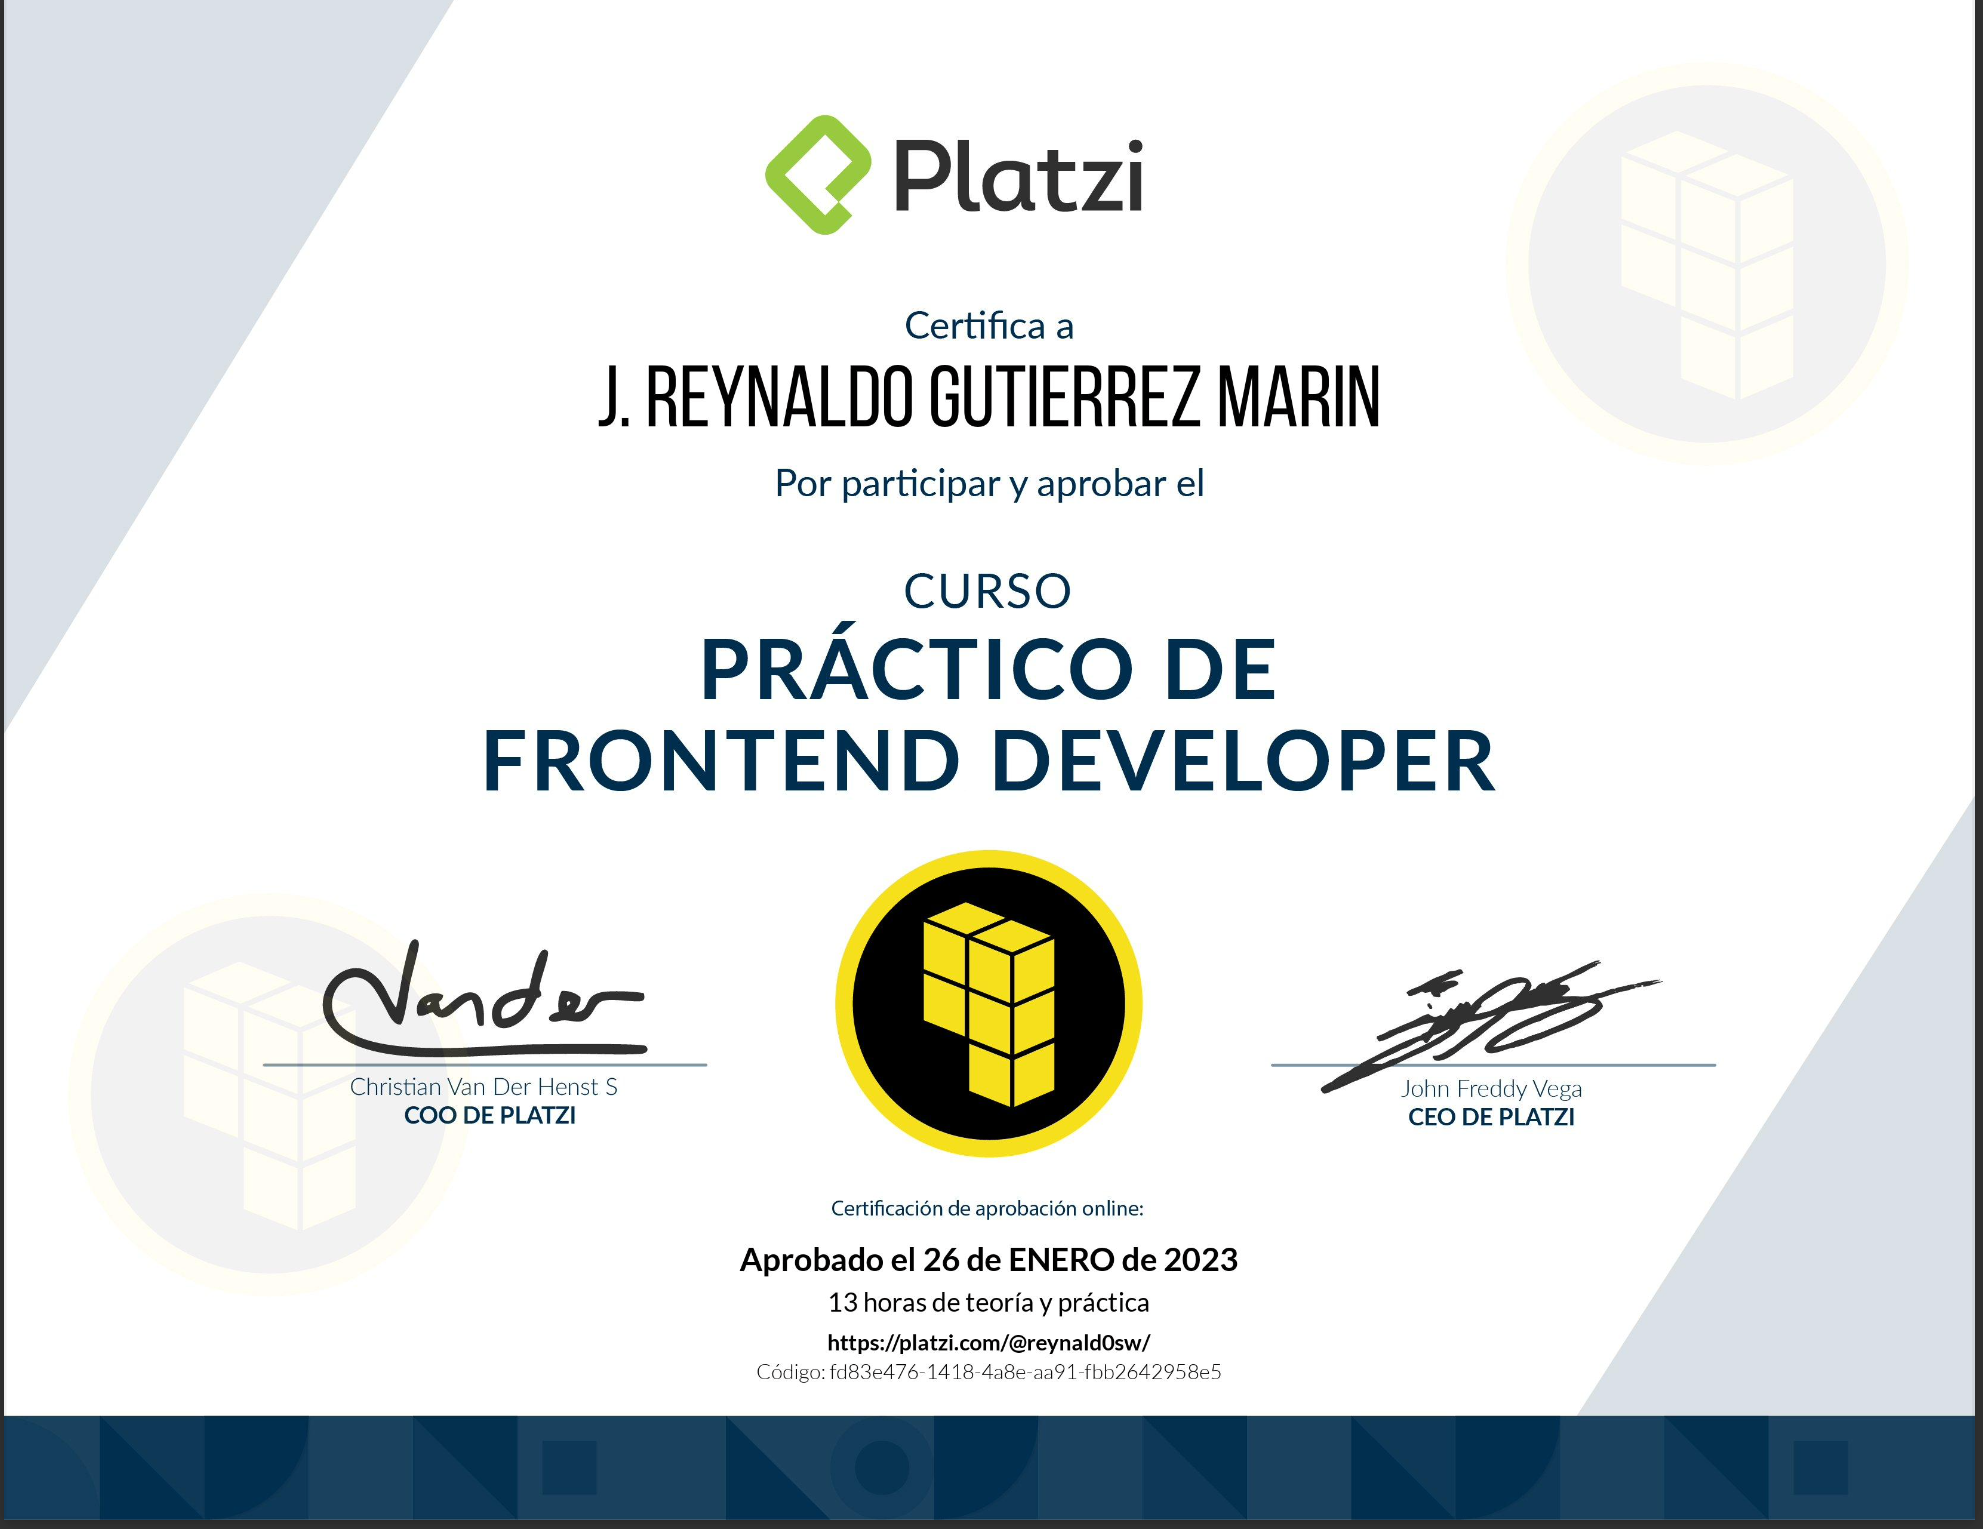 Platzi
Certifica a
J. REYNALDO GUTIERREZ MARIN
Por participar y aprobar el
CURSO
PRÁCTICO DE
FRONTEND DEVELOPER
Vander
Christian Van Der Henst S
COO DE PLATZI
John Freddy Vega
CEO DE PLATZI
Certificación de aprobación online:
Aprobado el 26 de ENERO de 2023
13 horas de teoría y práctica
https://platzi.com/@reynald0sw/
Código: fd83e476-1418-4a8e-aa91-fbb2642958e5